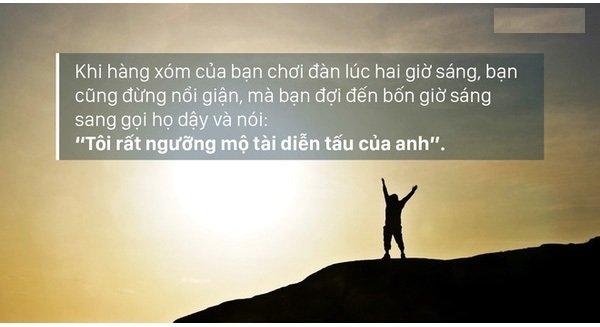 Khi hàng xóm của bạn chơi đàn lúc hai giờ sáng, bạn
cũng đừng nổi giận, mà bạn đợi đến bốn giờ sáng
sang gọi họ dậy và nói:
“Tôi rất ngưỡng mộ tài diễn tấu của anh”.